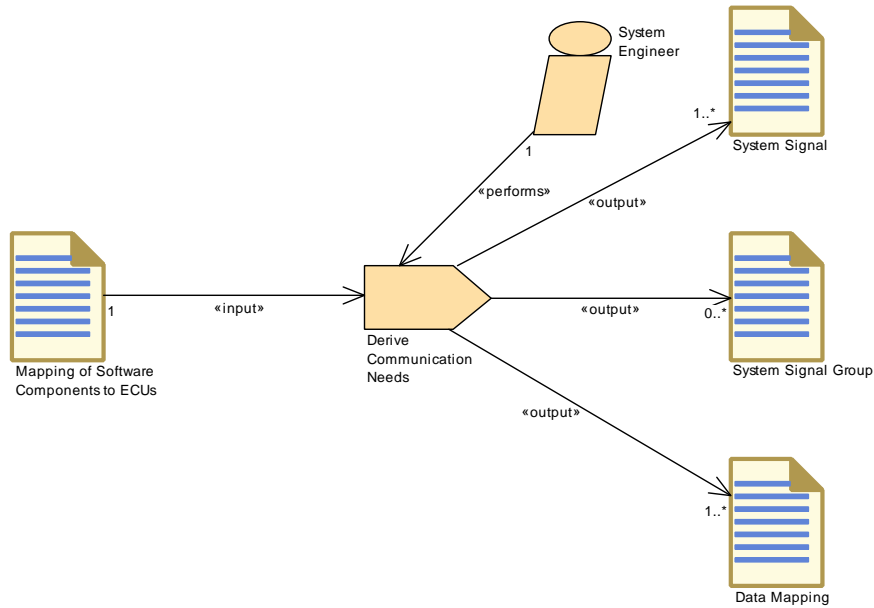 System
Engineer
1..*
System Signal
1
«performs»
«output»
1
«input»
Derive
Communication
Needs
«output»
0..*
Mapping of Software
Components to ECUs
System Signal Group
«output»
1..*
Data Mapping